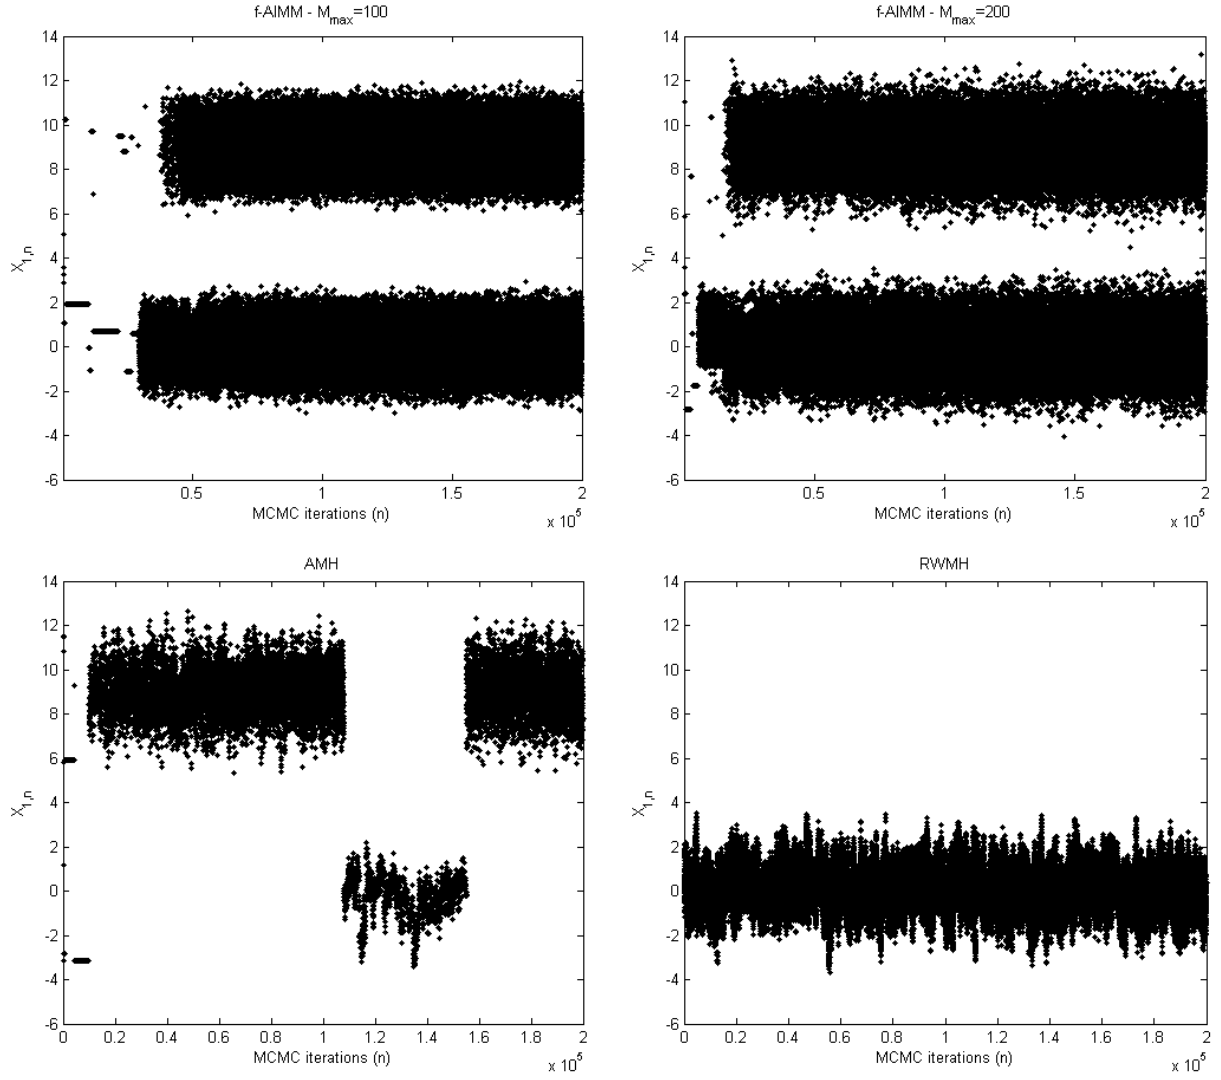 f-AIMM - M_max=100
14
12
10
8
6
4
2
0
-2
-4
-6
X_1,n
0.5 1 1.5 2
MCMC iterations (n)
x 10^5
f-AIMM - M_max=200
14
12
10
8
6
4
2
0
-2
-4
-6
X_1,n
0.5 1 1.5 2
MCMC iterations (n)
x 10^5
AMH
14
12
10
8
6
4
2
0
-2
-4
-6
X_1,n
0 0.2 0.4 0.6 0.8 1 1.2 1.4 1.6 1.8 2
MCMC iterations (n)
x 10^5
RWMH
14
12
10
8
6
4
2
0
-2
-4
-6
X_1,n
0 0.2 0.4 0.6 0.8 1 1.2 1.4 1.6 1.8 2
MCMC iterations (n)
x 10^5